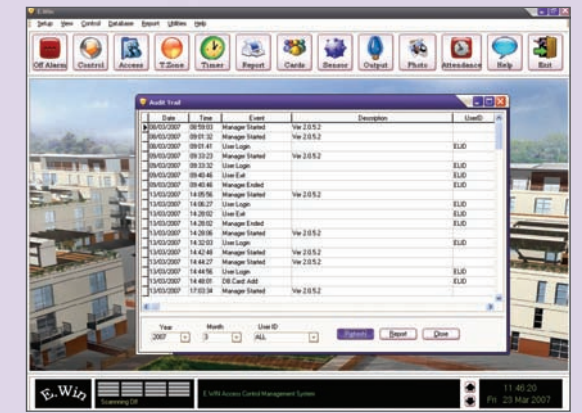 E.Win
Setup View Control Database Report Utilities Help
Off Alarm Control Access T.Zone Timer Report Cards Sensor Output Photo Attendance Help Exit
Audit Trail
Date Time Event Description UserID
08/03/2007 08:59:03 Manager Started Ver 2.0.5.2
08/03/2007 09:01:32 Manager Started Ver 2.0.5.2
08/03/2007 09:01:41 User Login ELID
09/03/2007 09:33:23 Manager Started Ver 2.0.5.2
09/03/2007 09:33:32 User Login ELID
09/03/2007 09:40:46 User Exit ELID
09/03/2007 09:40:46 Manager Ended ELID
13/03/2007 14:05:56 Manager Started Ver 2.0.5.2
13/03/2007 14:06:27 User Login ELID
13/03/2007 14:28:02 User Exit ELID
13/03/2007 14:28:02 Manager Ended ELID
13/03/2007 14:28:06 Manager Started Ver 2.0.5.2
13/03/2007 14:32:03 User Login ELID
13/03/2007 14:42:48 Manager Started Ver 2.0.5.2
13/03/2007 14:44:27 Manager Started Ver 2.0.5.2
13/03/2007 14:44:56 User Login ELID
13/03/2007 14:48:01 DB.Card: Add ELID
13/03/2007 17:03:34 Manager Started Ver 2.0.5.2
Year Month User ID
2007 3 ALL Refresh Report Close
E.Win
Scanning Off
E.WIN Access Control Management System
11:46:20
Fri 23 Mar 2007